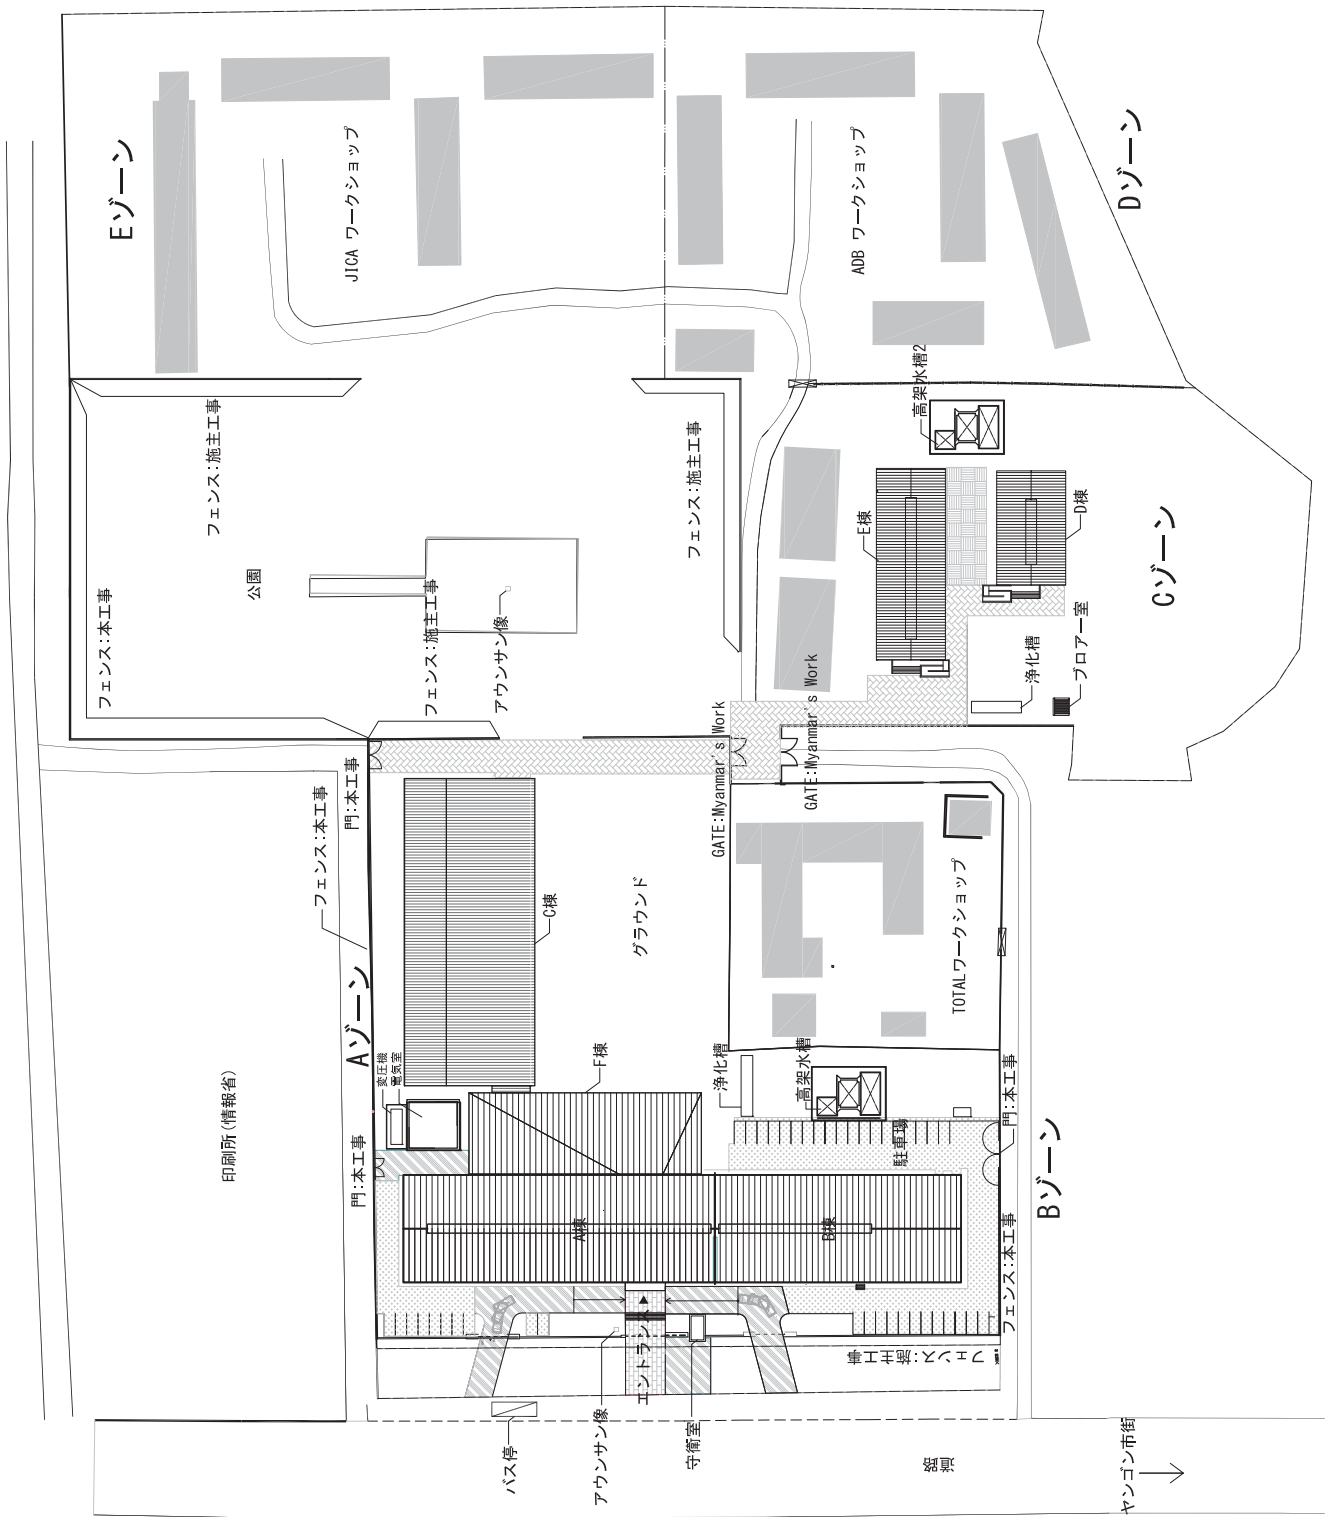 Eゾーン
JICA ワークショップ
ADB ワークショップ
Dゾーン
高架水槽2
フェンス:施主工事
フェンス:施主工事
E棟
D棟
Cゾーン
公園
フェンス:本工事
フェンス:施主工事
アウンサン像
浄化槽
ブロアー室
GATE:Myanmar's Work
GATE:Myanmar's Work
門:本工事
フェンス:本工事
C棟
グラウンド
TOTALワークショップ
Aゾーン
変圧機
電気室
F棟
浄化槽
高架水槽
門:本工事
印刷所(情報省)
門:本工事
駐車場
Bゾーン
A棟
B棟
フェンス:本工事
エントランス
フェンス:施主工事
バス停
アウンサン像
守衛室
道路
ヤンゴン市街